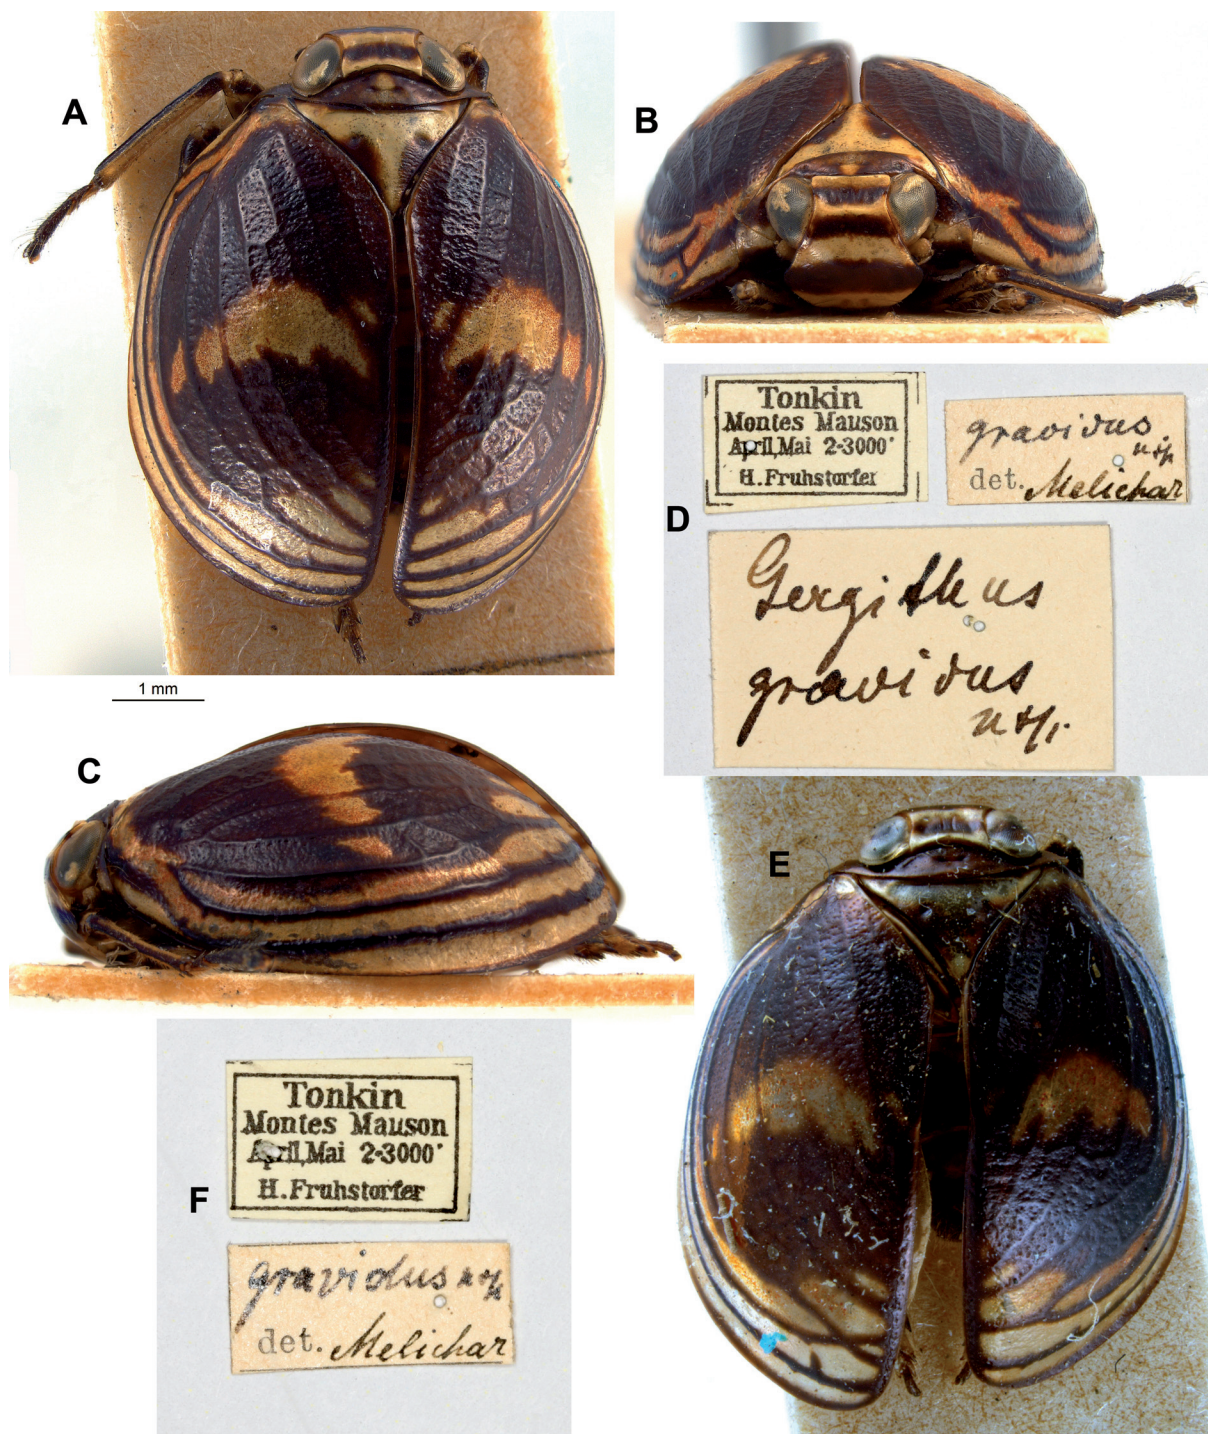 A
B
Tonkin
Montes Mauson
April, Mai 2-3000'
H. Fruhstorfer
gravidus
n sp
det. Melichar
D
Gergithus
gravidus
n sp.
1 mm
C
E
Tonkin
Montes Mauson
April, Mai 2-3000'
H. Fruhstorfer
F
gravidus n sp
det. Melichar